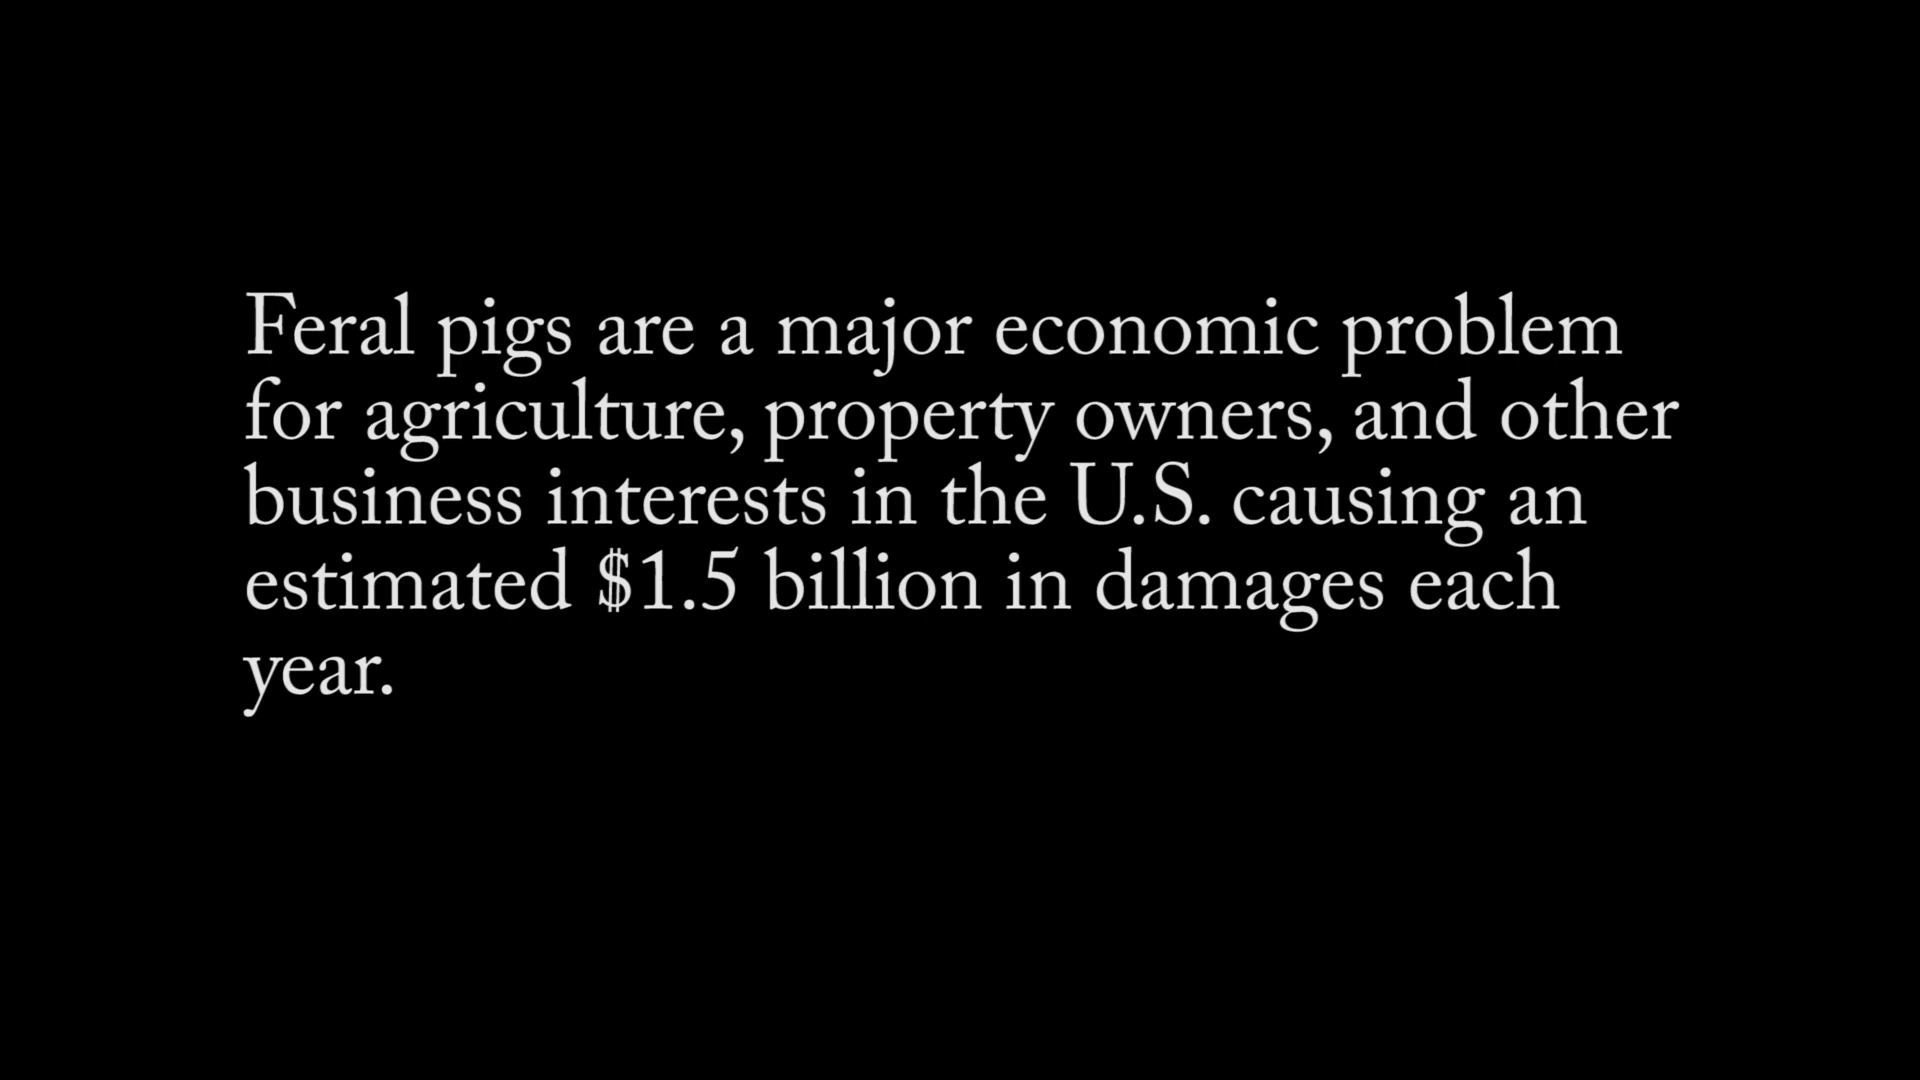 Feral pigs are a major economic problem
for agriculture, property owners, and other
business interests in the U.S. causing an
estimated $1.5 billion in damages each
year.